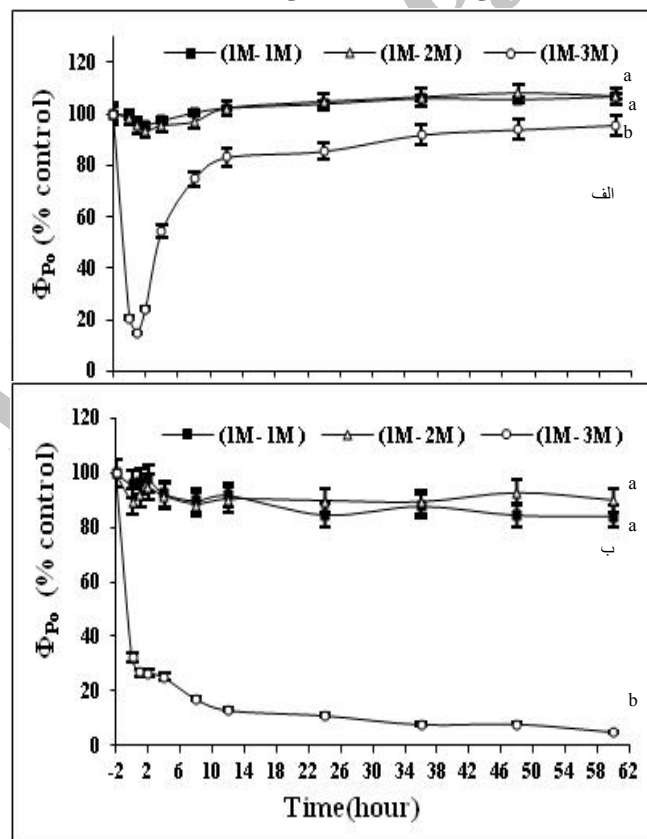 (1M-1M) (1M-2M) (1M-3M)
120
100
80
60
40
20
0
ΦPo (% control)
a
a
b
الف
(1M-1M) (1M-2M) (1M-3M)
120
100
80
60
40
20
0
ΦPo (% control)
a
a
ب
b
-2 2 6 10 14 18 22 26 30 34 38 42 46 50 54 58 62
Time(hour)